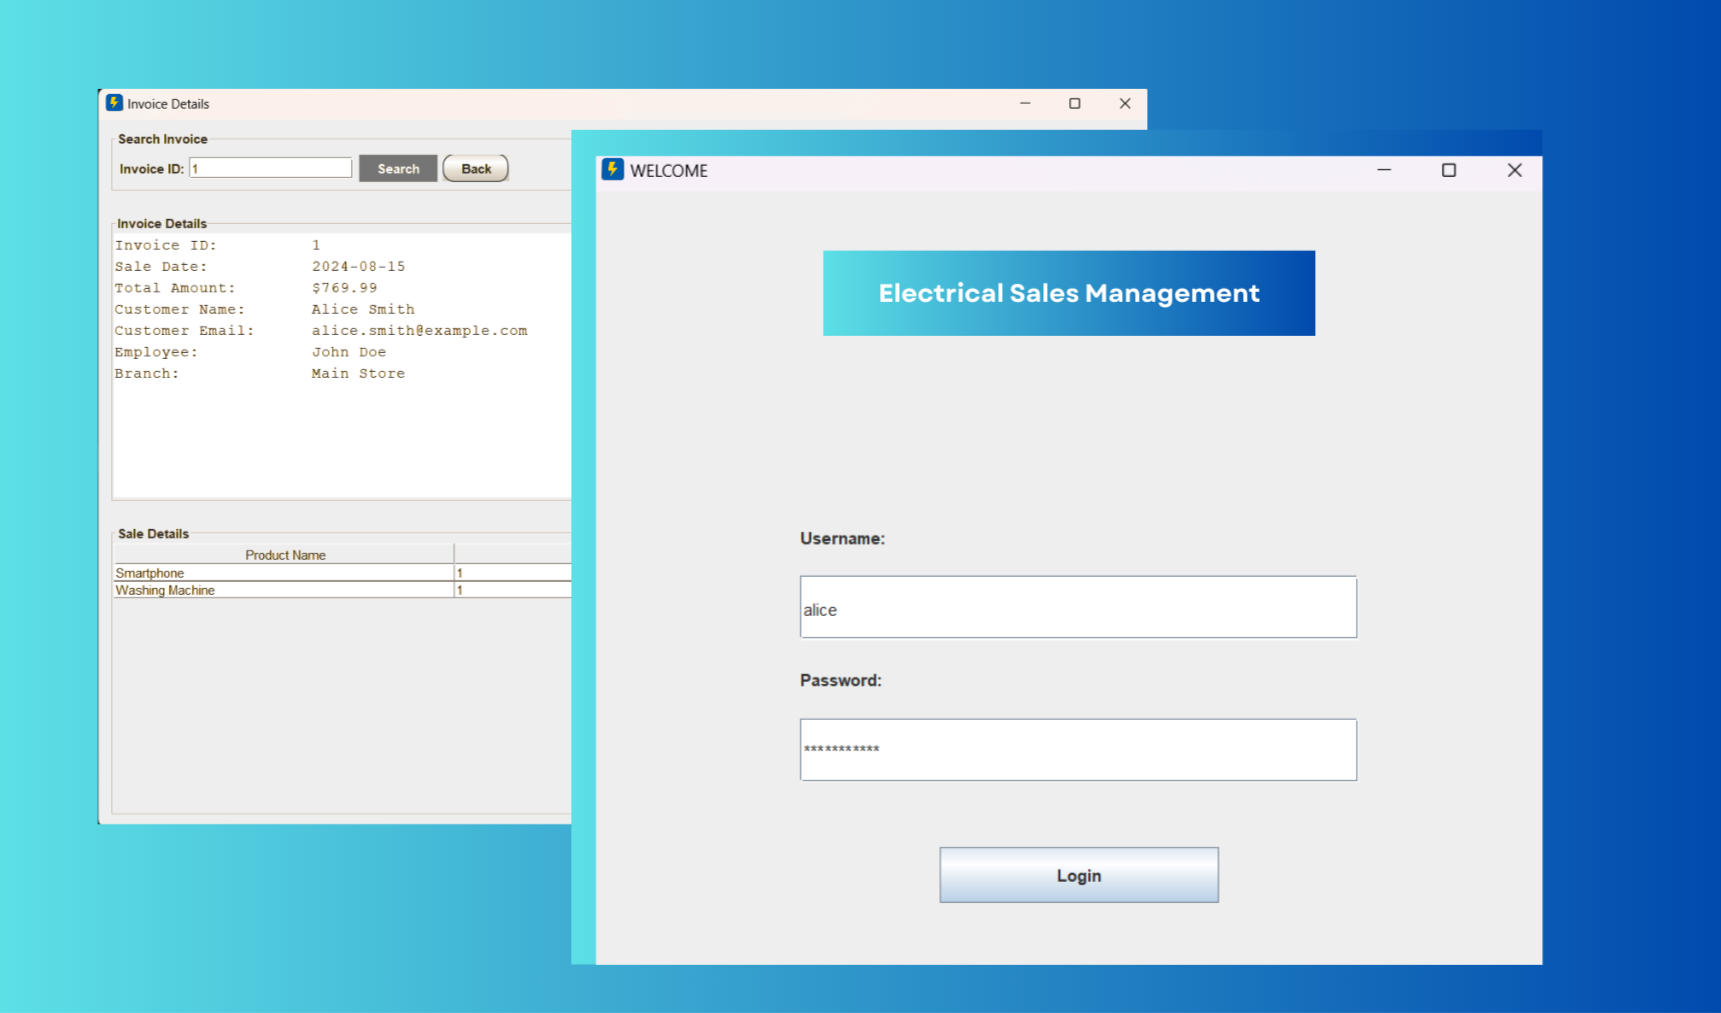 Invoice Details
Search Invoice
Invoice ID: 1 Search Back
Invoice Details
Invoice ID: 1
Sale Date: 2024-08-15
Total Amount: $769.99
Customer Name: Alice Smith
Customer Email: alice.smith@example.com
Employee: John Doe
Branch: Main Store
Sale Details
Product Name
Smartphone 1
Washing Machine 1
WELCOME
Electrical Sales Management
Username:
alice
Password:
***********
Login